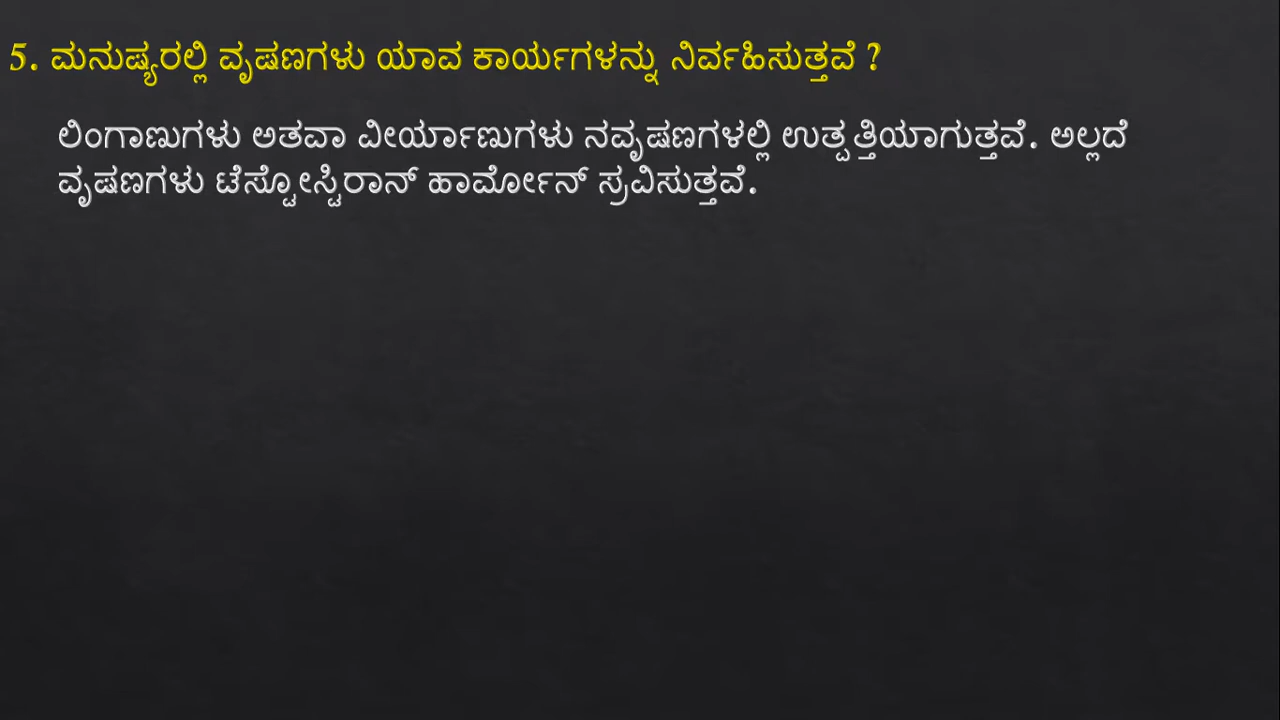 5. ಮನುಷ್ಯರಲ್ಲಿ ವೃಷಣಗಳು ಯಾವ ಕಾರ್ಯಗಳನ್ನು ನಿರ್ವಹಿಸುತ್ತವೆ ?
ಲಿಂಗಾಣುಗಳು ಅತವಾ ವೀರ್ಯಾಣುಗಳು ನವೃಷಣಗಳಲ್ಲಿ ಉತ್ಪತ್ತಿಯಾಗುತ್ತವೆ. ಅಲ್ಲದೆ
ವೃಷಣಗಳು ಟೆಸ್ಟೋಸ್ಟಿರಾನ್ ಹಾರ್ಮೋನ್ ಸ್ರವಿಸುತ್ತವೆ.